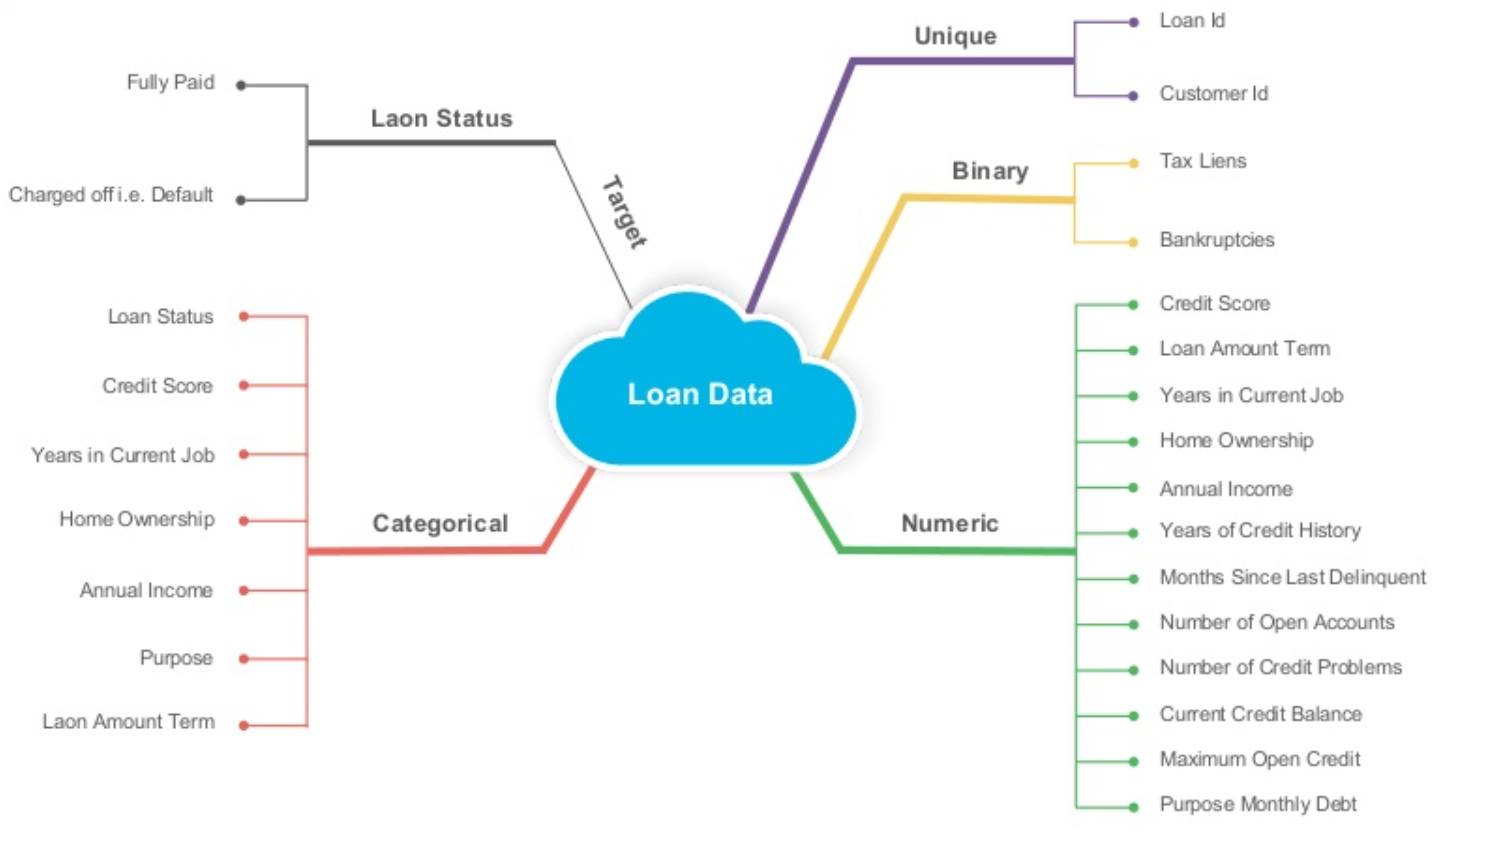 Unique
Loan Id
Customer Id
Fully Paid
Laon Status
Charged off i.e. Default
Target
Binary
Tax Liens
Bankruptcies
Loan Data
Loan Status
Credit Score
Years in Current Job
Home Ownership
Categorical
Annual Income
Purpose
Laon Amount Term
Numeric
Credit Score
Loan Amount Term
Years in Current Job
Home Ownership
Annual Income
Years of Credit History
Months Since Last Delinquent
Number of Open Accounts
Number of Credit Problems
Current Credit Balance
Maximum Open Credit
Purpose Monthly Debt